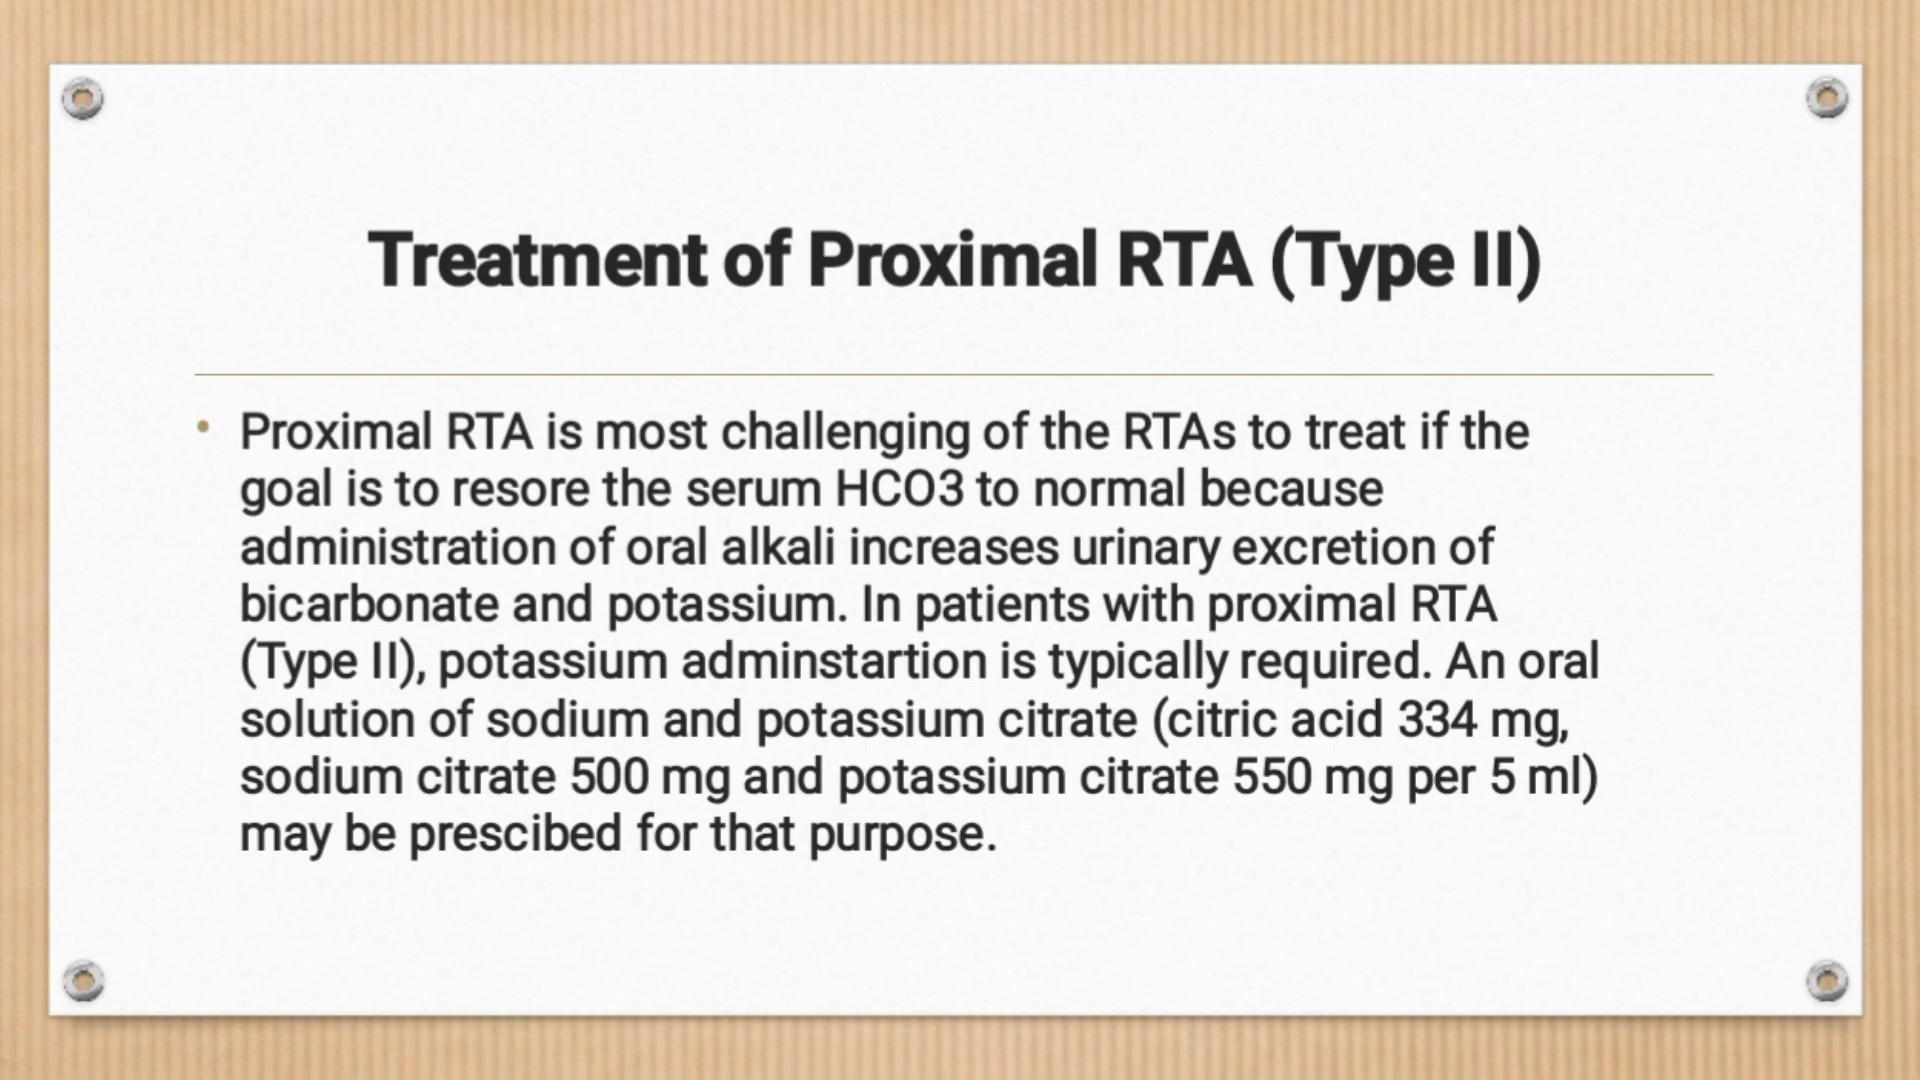 Treatment of Proximal RTA (Type II)
• Proximal RTA is most challenging of the RTAs to treat if the
goal is to resore the serum HCO3 to normal because
administration of oral alkali increases urinary excretion of
bicarbonate and potassium. In patients with proximal RTA
(Type II), potassium adminstartion is typically required. An oral
solution of sodium and potassium citrate (citric acid 334 mg,
sodium citrate 500 mg and potassium citrate 550 mg per 5 ml)
may be prescibed for that purpose.